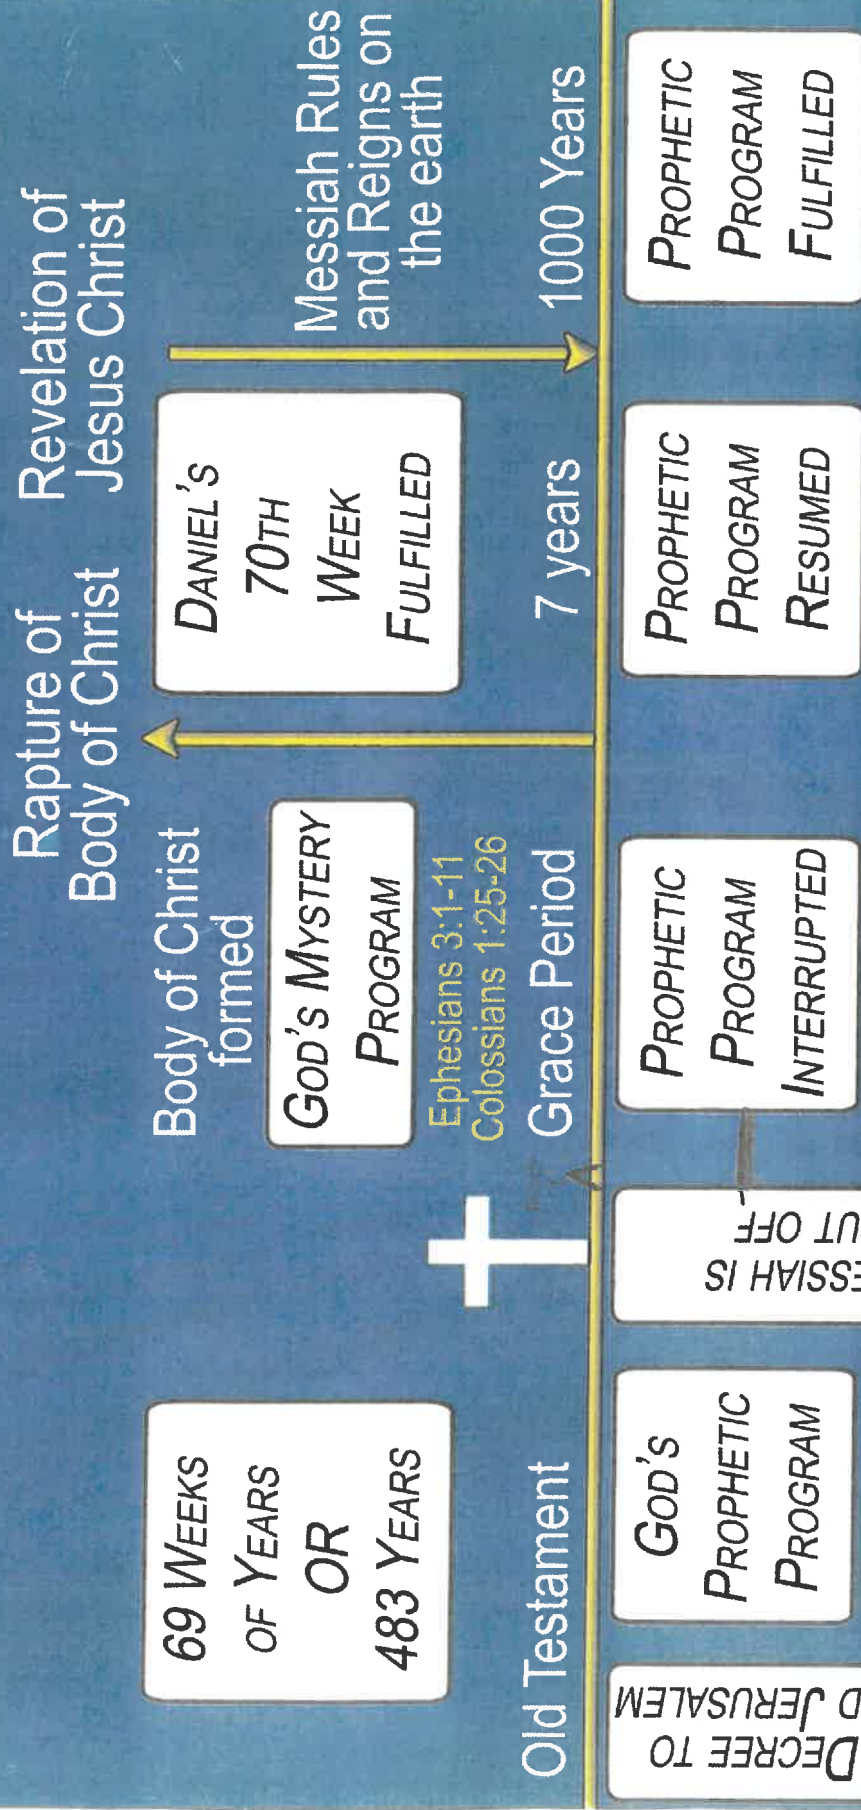 Rapture of
Body of Christ
Revelation of
Jesus Christ
69 WEEKS
OF YEARS
OR
483 YEARS
Body of Christ
formed
GOD'S MYSTERY
PROGRAM
Ephesians 3:1-11
Colossians 1:25-26
DANIEL'S
70TH
WEEK
FULFILLED
Messiah Rules
and Reigns on
the earth
Old Testament
Grace Period
7 years
1000 Years
DECREE TO
D JERUSALEM
GOD'S
PROPHETIC
PROGRAM
ESSIAH IS
UT OFF
PROPHETIC
PROGRAM
INTERRUPTED
PROPHETIC
PROGRAM
RESUMED
PROPHETIC
PROGRAM
FULFILLED